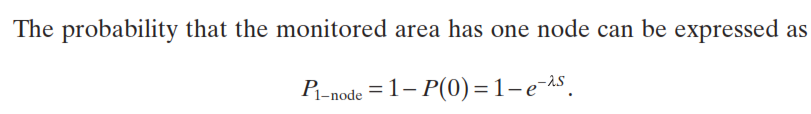 The probability that the monitored area has one node can be expressed as
P₁₋node = 1 − P(0) = 1 − e^{−λS}.